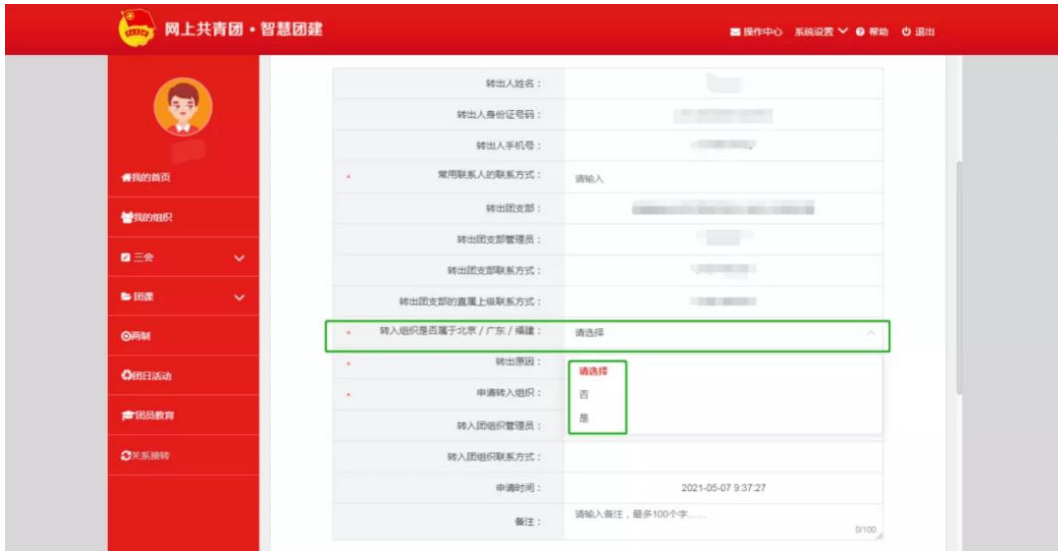 网上共青团·智慧团建
操作中心 系统设置 帮助 退出
转出人姓名：
转出人身份证号码：
转出人手机号：
我的首页
* 常用联系人的联系方式： 请输入
我的组织
转出团支部：
转出团支部管理员：
三会
转出团支部联系方式：
团课
转出团支部的直属上级联系方式：
两制
* 转入组织是否属于北京/广东/福建： 请选择
* 转出原因：
请选择
团日活动
* 申请转入组织：
否
团员教育
是
转入团组织管理员：
关系接转
转入团组织联系方式：
申请时间： 2021-05-07 9:37:27
备注： 请输入备注，最多100个字......
0/100